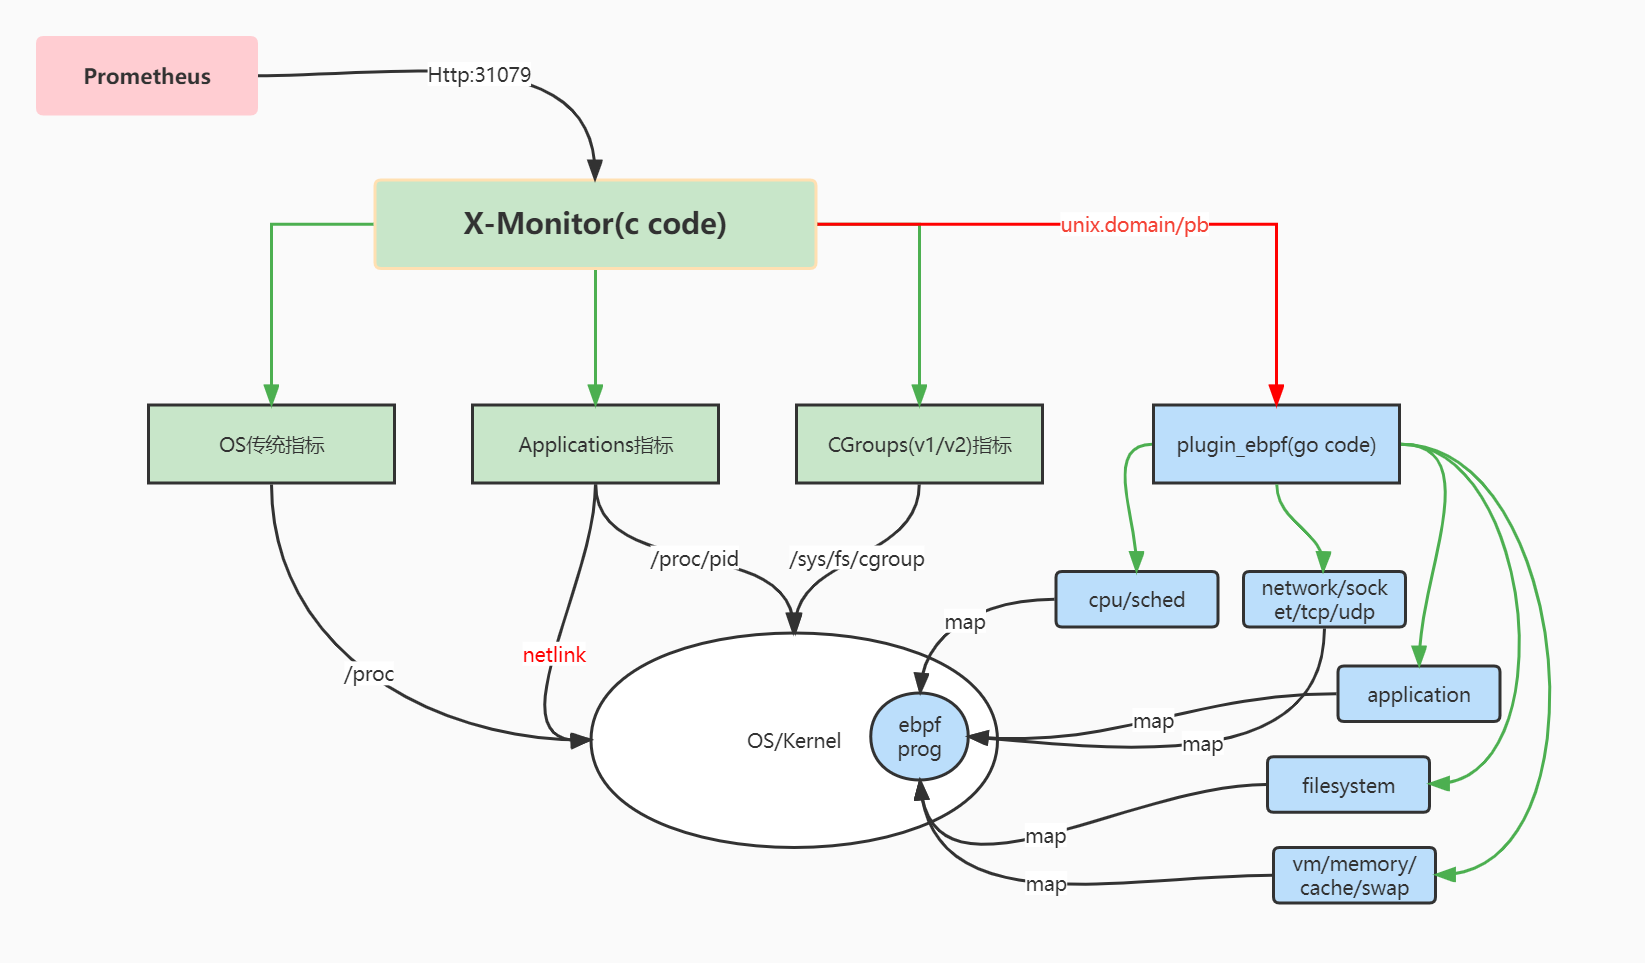 Prometheus
Http:31079
X-Monitor(c code)
unix.domain/pb
OS传统指标
Applications指标
CGroups(v1/v2)指标
plugin_ebpf(go code)
/proc/pid
/sys/fs/cgroup
cpu/sched
network/sock
et/tcp/udp
map
netlink
/proc
application
map
ebpf
prog
OS/Kernel
map
filesystem
map
vm/memory/
cache/swap
map